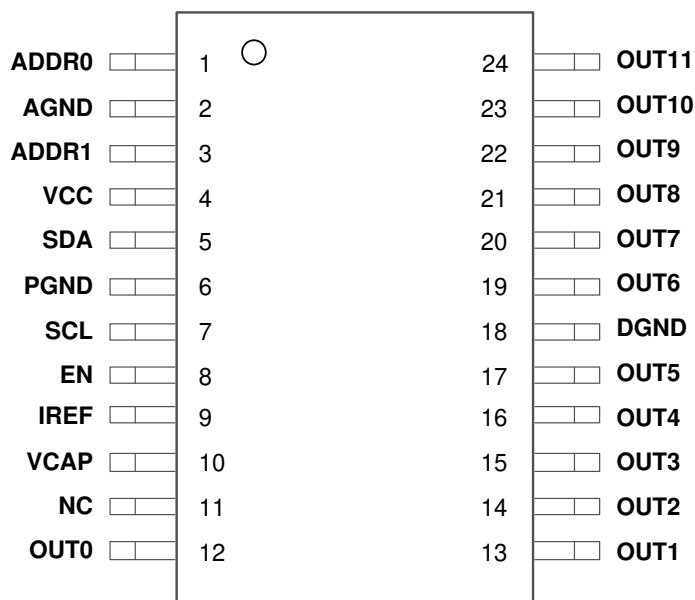 ADDR0 1 24 OUT11
AGND 2 23 OUT10
ADDR1 3 22 OUT9
VCC 4 21 OUT8
SDA 5 20 OUT7
PGND 6 19 OUT6
SCL 7 18 DGND
EN 8 17 OUT5
IREF 9 16 OUT4
VCAP 10 15 OUT3
NC 11 14 OUT2
OUT0 12 13 OUT1